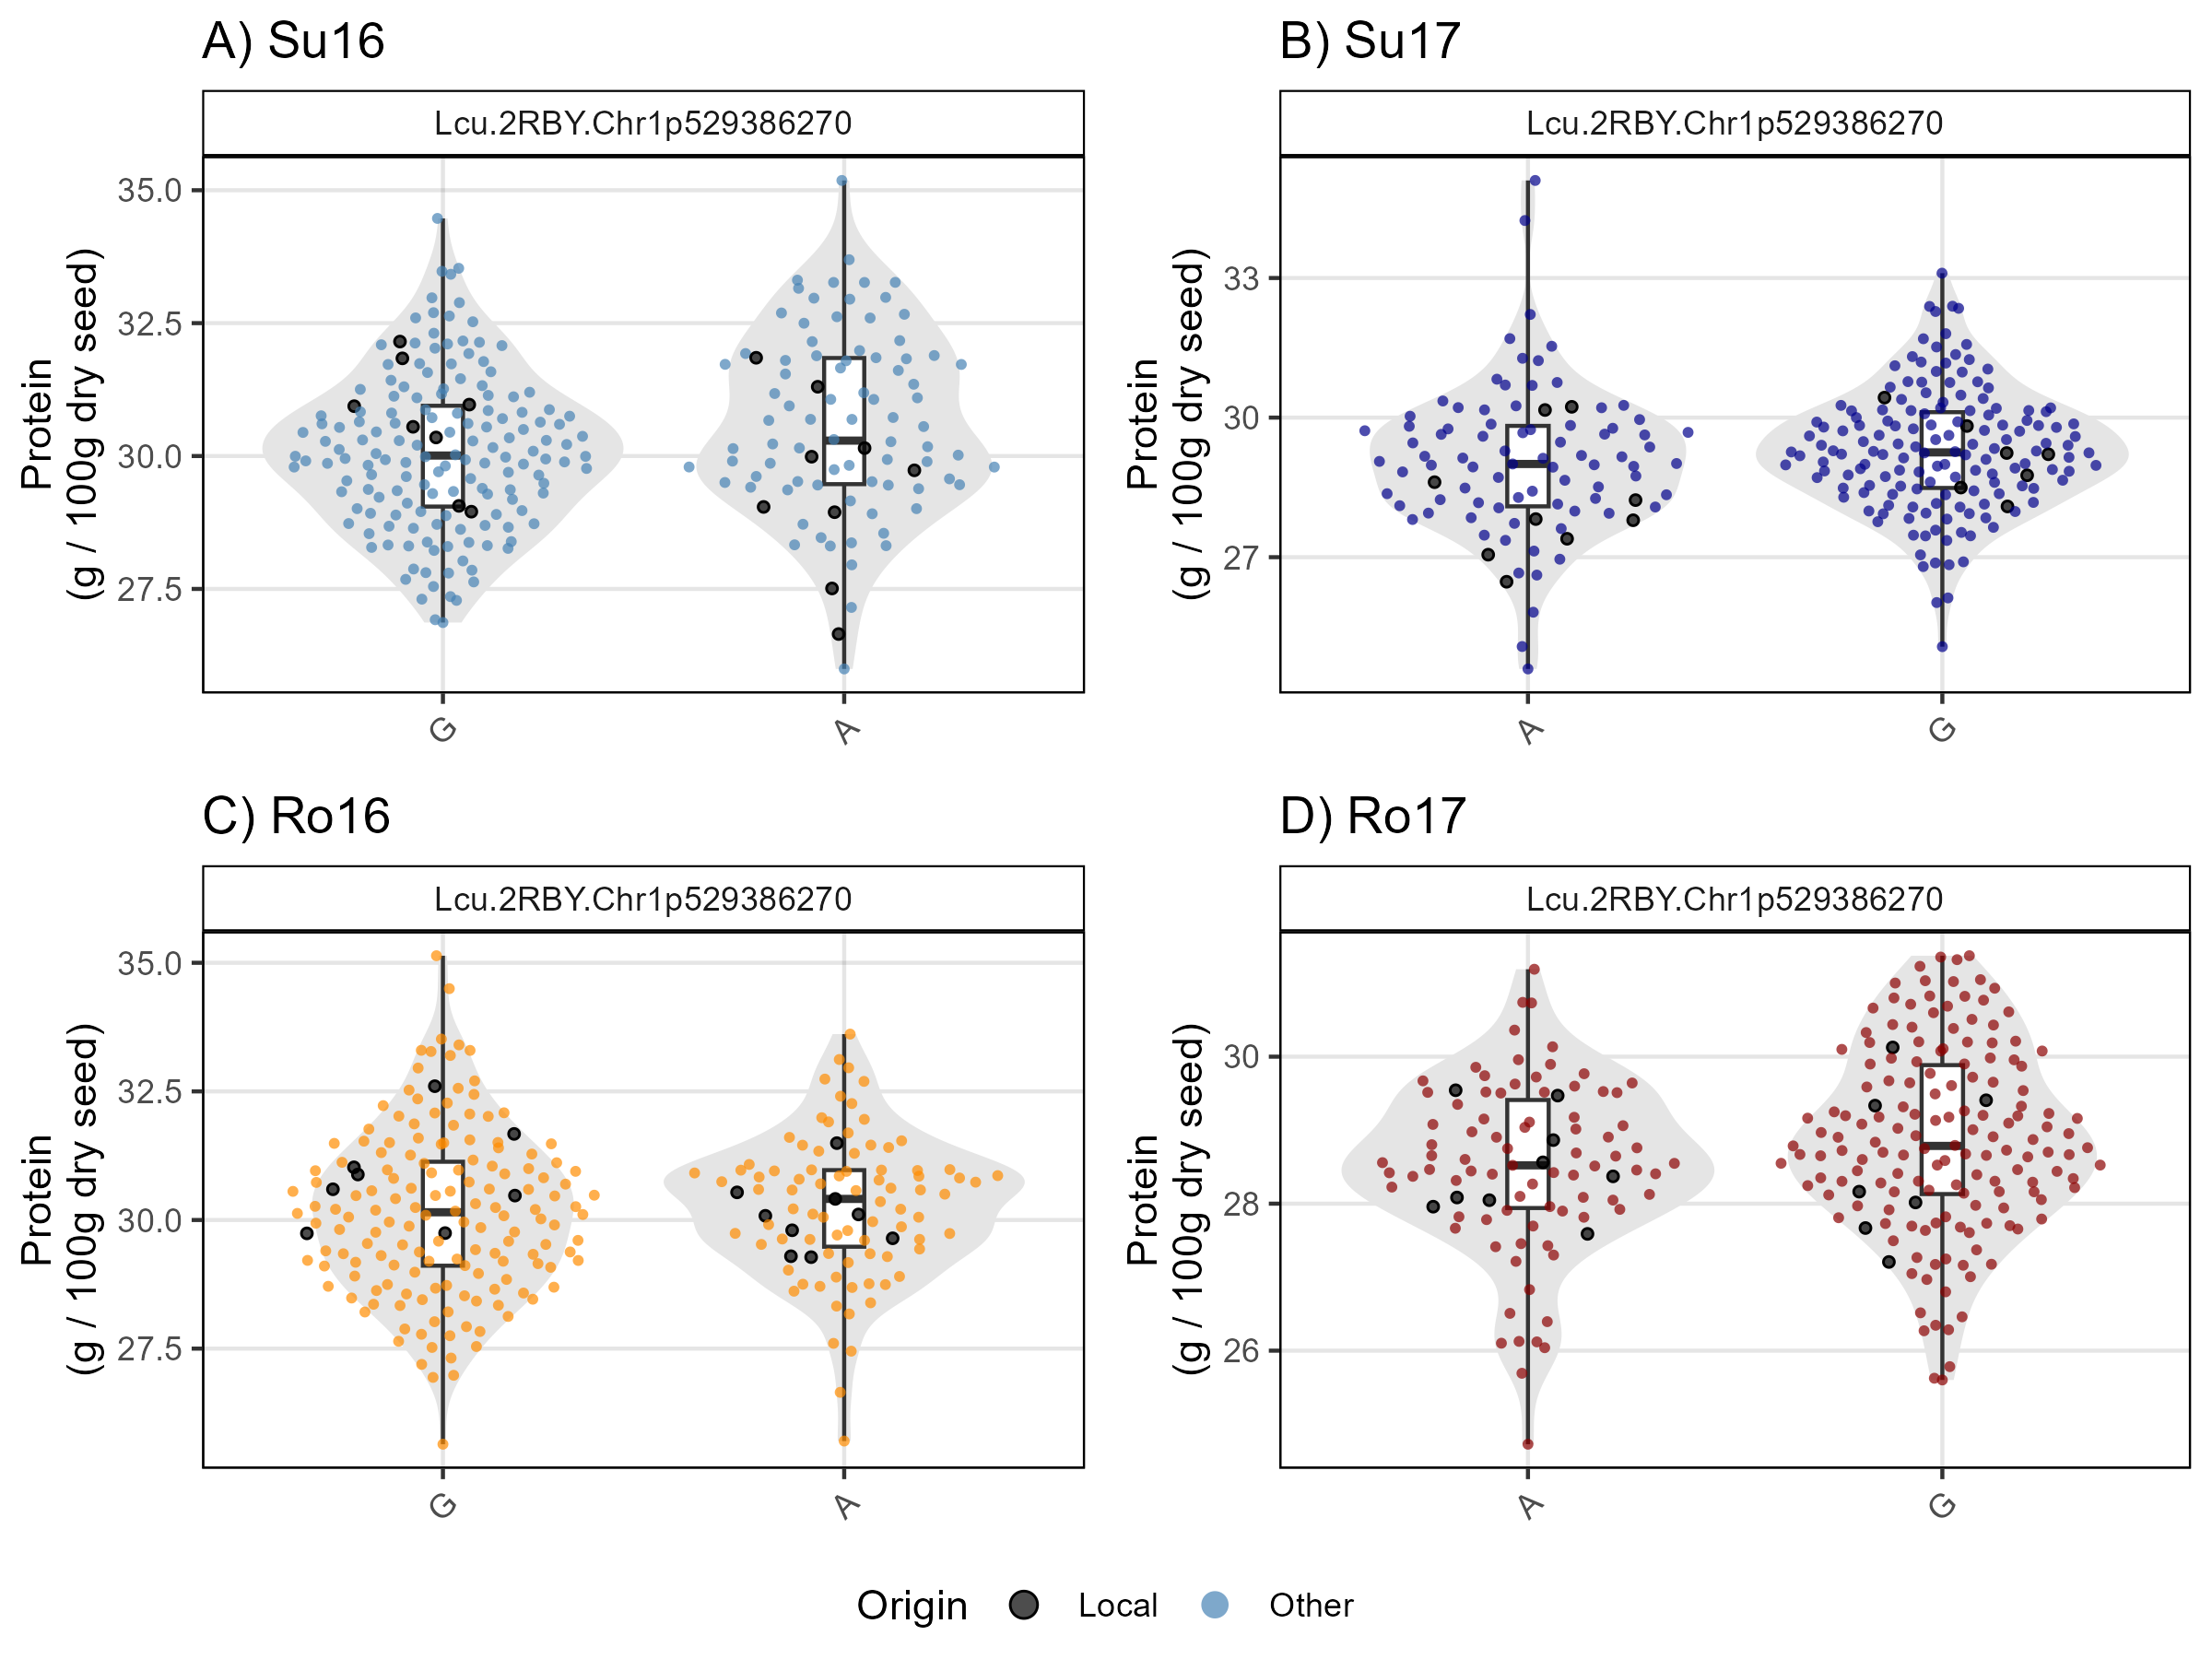 A) Su16
Lcu.2RBY.Chr1p529386270
Protein
(g / 100g dry seed)
35.0
32.5
30.0
27.5
G
A
B) Su17
Lcu.2RBY.Chr1p529386270
Protein
(g / 100g dry seed)
33
30
27
A
G
C) Ro16
Lcu.2RBY.Chr1p529386270
Protein
(g / 100g dry seed)
35.0
32.5
30.0
27.5
G
A
D) Ro17
Lcu.2RBY.Chr1p529386270
Protein
(g / 100g dry seed)
30
28
26
A
G
Origin Local Other